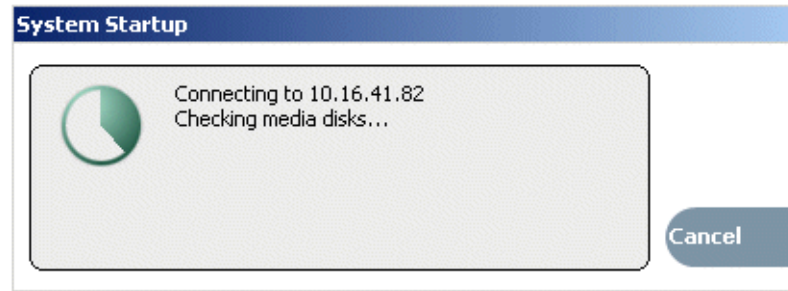 System Startup
Connecting to 10.16.41.82
Checking media disks...
Cancel